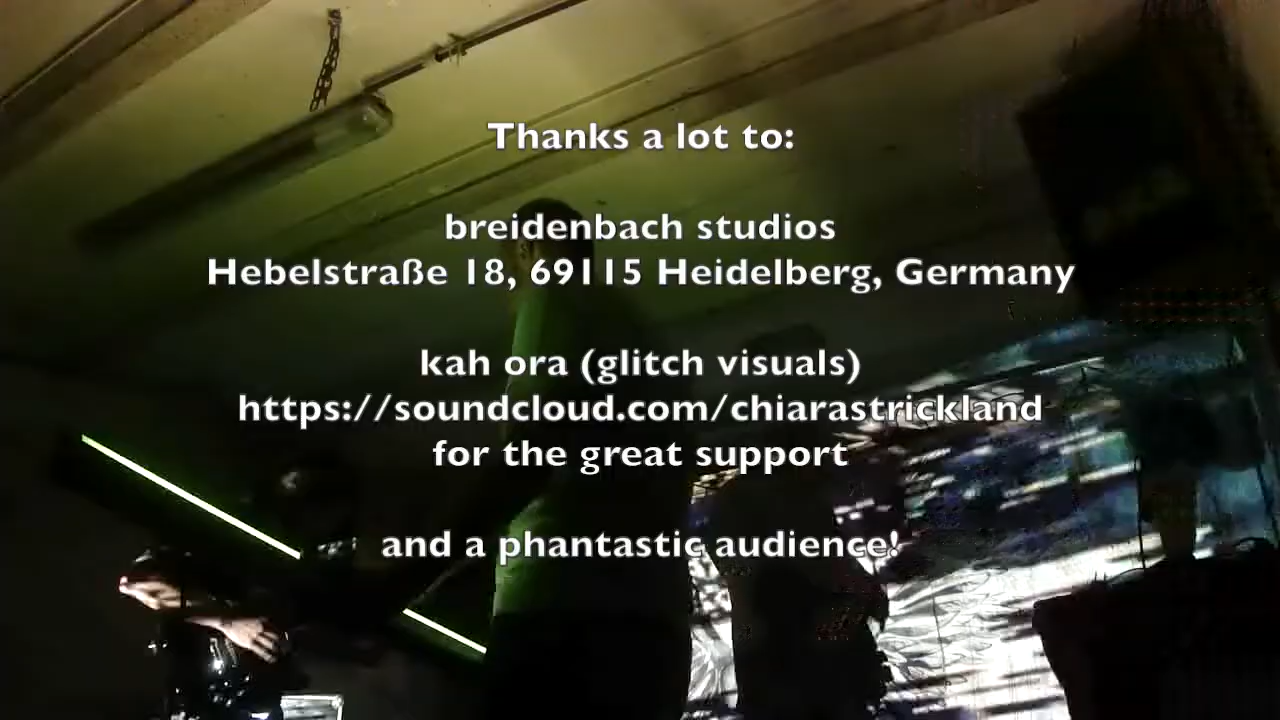 Thanks a lot to:
breidenbach studios
Hebelstraße 18, 69115 Heidelberg, Germany
kah ora (glitch visuals)
https://soundcloud.com/chiarastrickland
for the great support
and a phantastic audience!